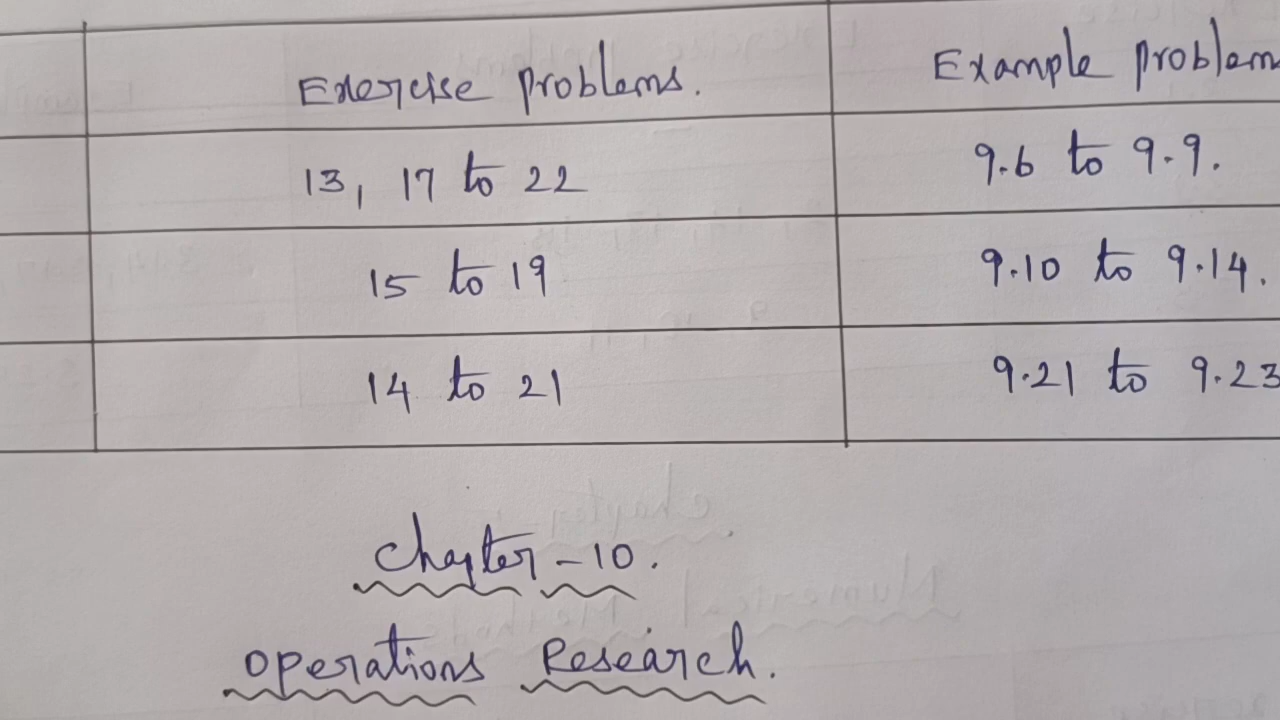 Exercise Problems. Example Problem
13, 17 to 22 9.6 to 9.9.
15 to 19 9.10 to 9.14.
14 to 21 9.21 to 9.23
Chapter - 10.
Operations Research.